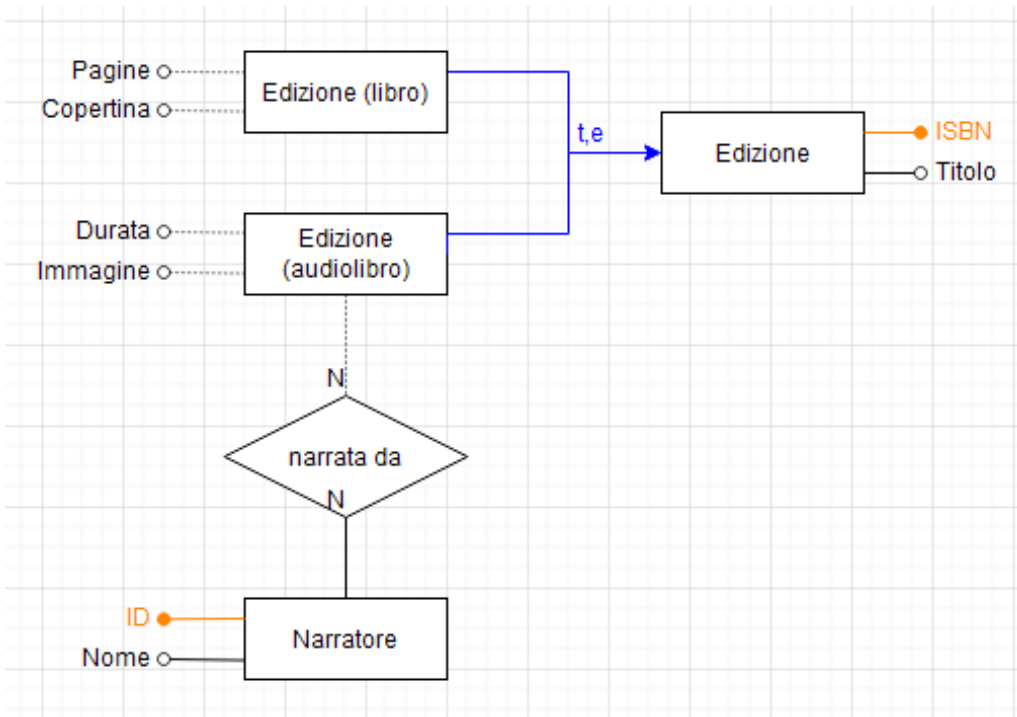 Pagine
Copertina
Edizione (libro)
t,e
Edizione
ISBN
Titolo
Durata
Immagine
Edizione
(audiolibro)
N
narrata da
N
ID
Nome
Narratore